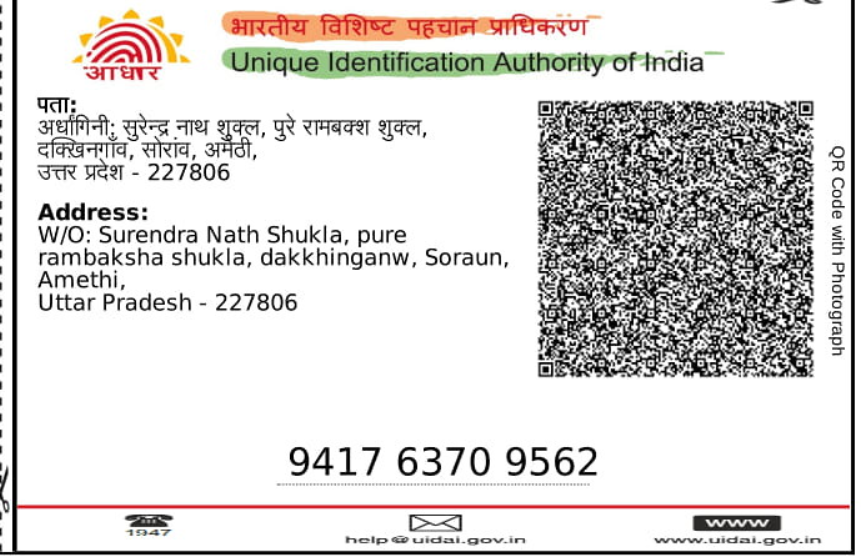 भारतीय विशिष्ट पहचान प्राधिकरण
Unique Identification Authority of India
आधार
पता:
अर्धांगिनी: सुरेन्द्र नाथ शुक्ल, पुरे रामबक्श शुक्ल,
दक्खिनगाँव, सोरांव, अमेठी,
उत्तर प्रदेश - 227806
Address:
W/O: Surendra Nath Shukla, pure
rambaksha shukla, dakkhinganw, Soraun,
Amethi,
Uttar Pradesh - 227806
QR Code with Photograph
9417 6370 9562
1947
help@uidai.gov.in
www
www.uidai.gov.in